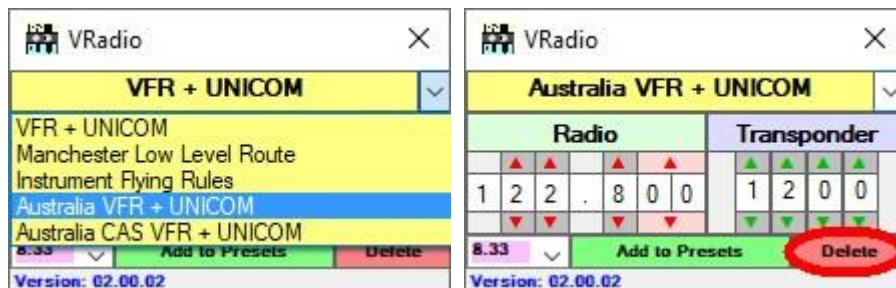 VRadio
VFR + UNICOM
VFR + UNICOM
Manchester Low Level Route
Instrument Flying Rules
Australia VFR + UNICOM
Australia CAS VFR + UNICOM
8.33 Add to Presets Delete
Version: 02.00.02
VRadio
Australia VFR + UNICOM
Radio Transponder
1 2 2 . 8 0 0 1 2 0 0
8.33 Add to Presets Delete
Version: 02.00.02